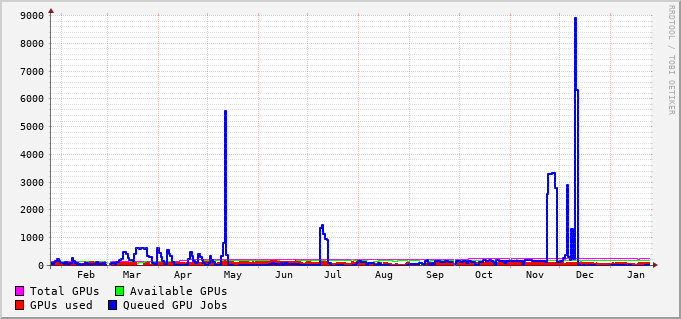 9000
8000
7000
6000
5000
4000
3000
2000
1000
0
Feb Mar Apr May Jun Jul Aug Sep Oct Nov Dec Jan
Total GPUs Available GPUs
GPUs used Queued GPU Jobs
RRDTOOL / TOBI OETIKER